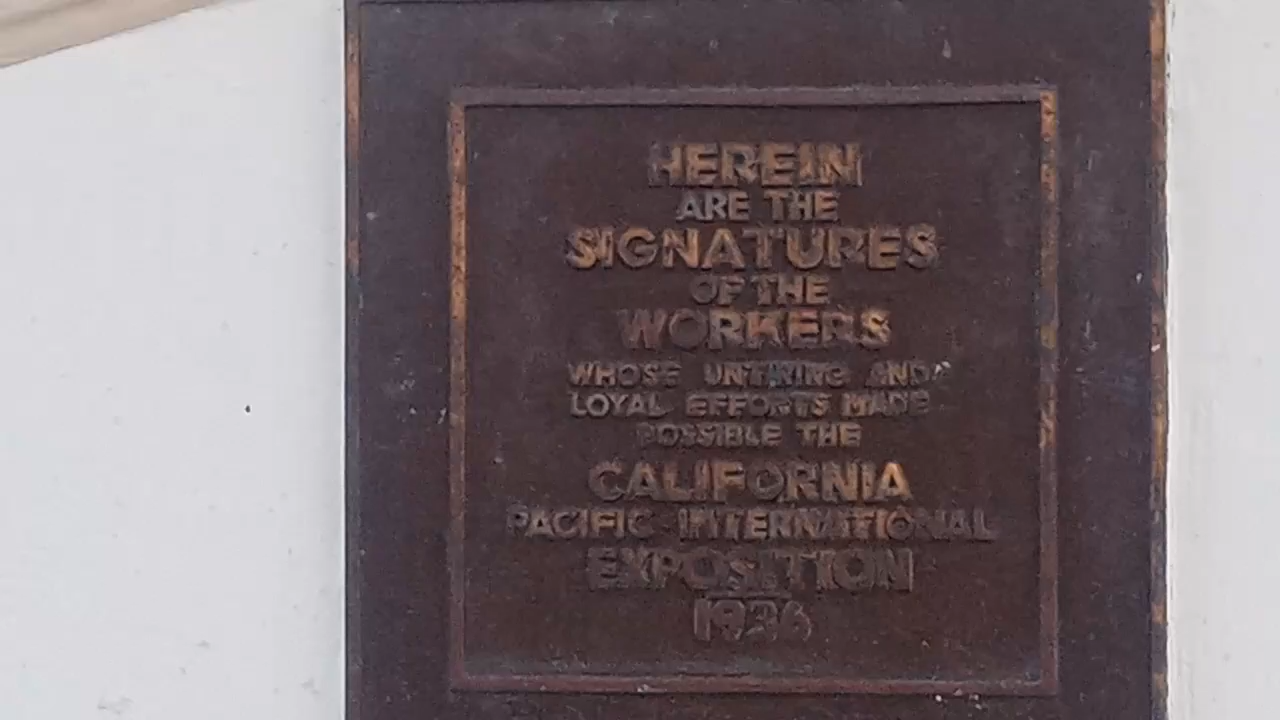 HEREIN
ARE THE
SIGNATURES
OF THE
WORKERS
WHOSE UNTIRING AND
LOYAL EFFORTS MADE
POSSIBLE THE
CALIFORNIA
PACIFIC INTERNATIONAL
EXPOSITION
1936